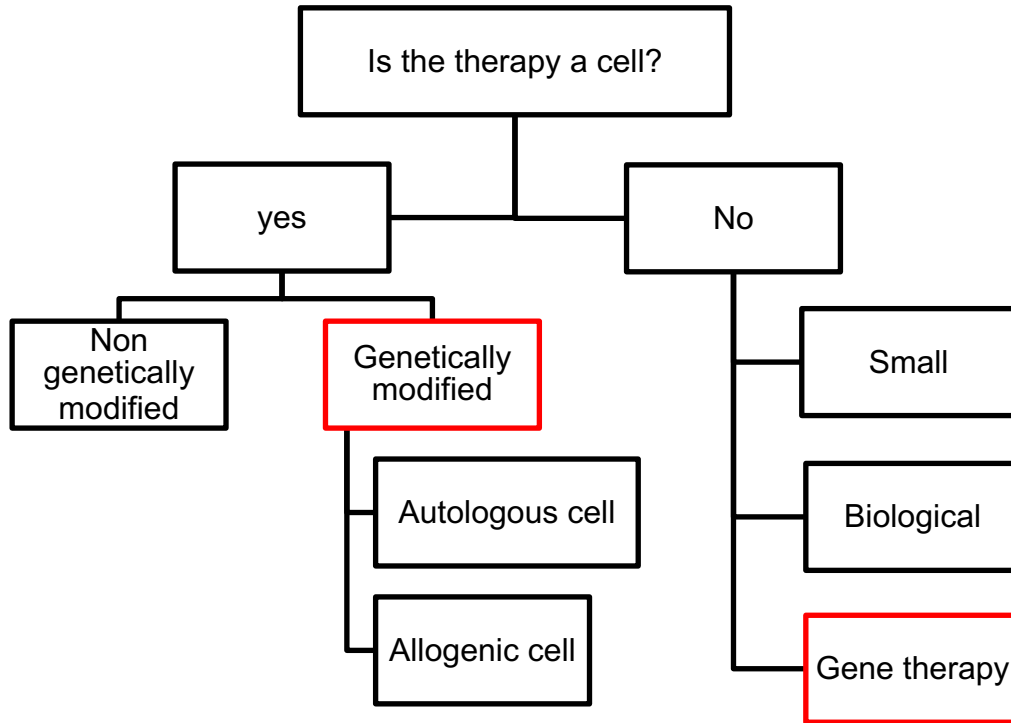 Is the therapy a cell?
yes
No
Non
genetically
modified
Genetically
modified
Small
Autologous cell
Biological
Allogenic cell
Gene therapy